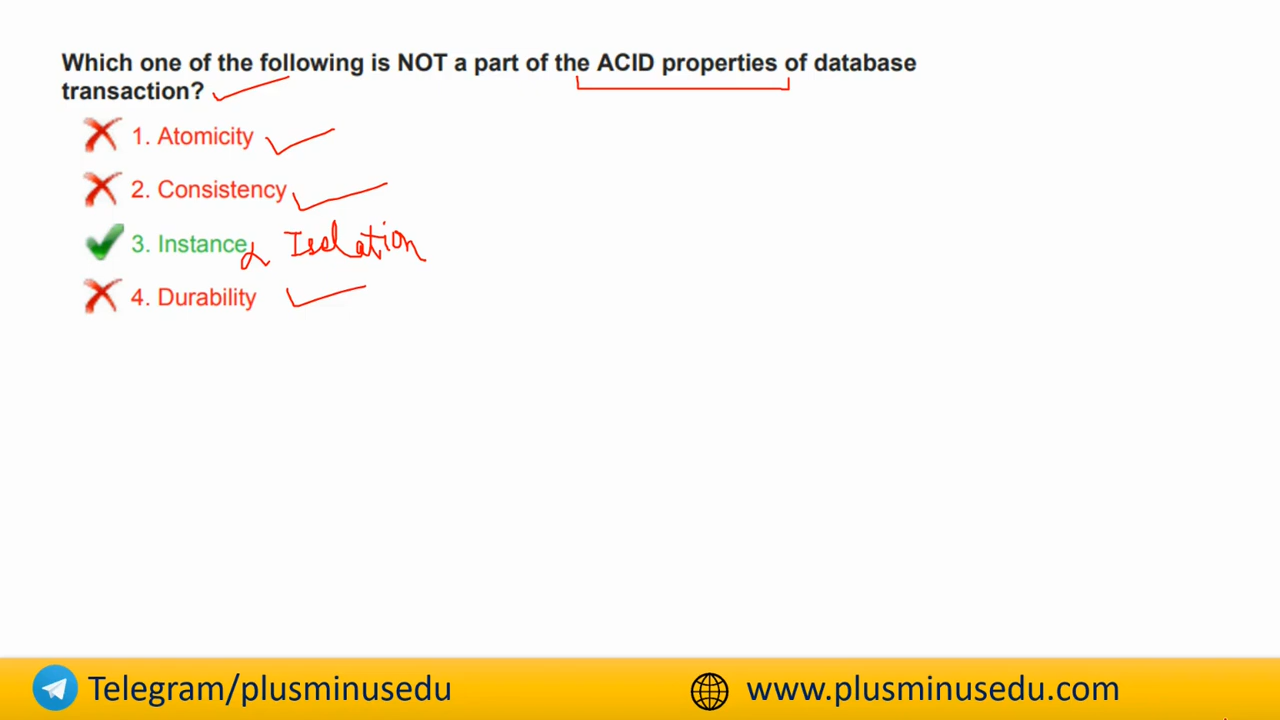 Which one of the following is NOT a part of the ACID properties of database
transaction?
1. Atomicity
2. Consistency
3. Instance Isolation
4. Durability
Telegram/plusminusedu www.plusminusedu.com